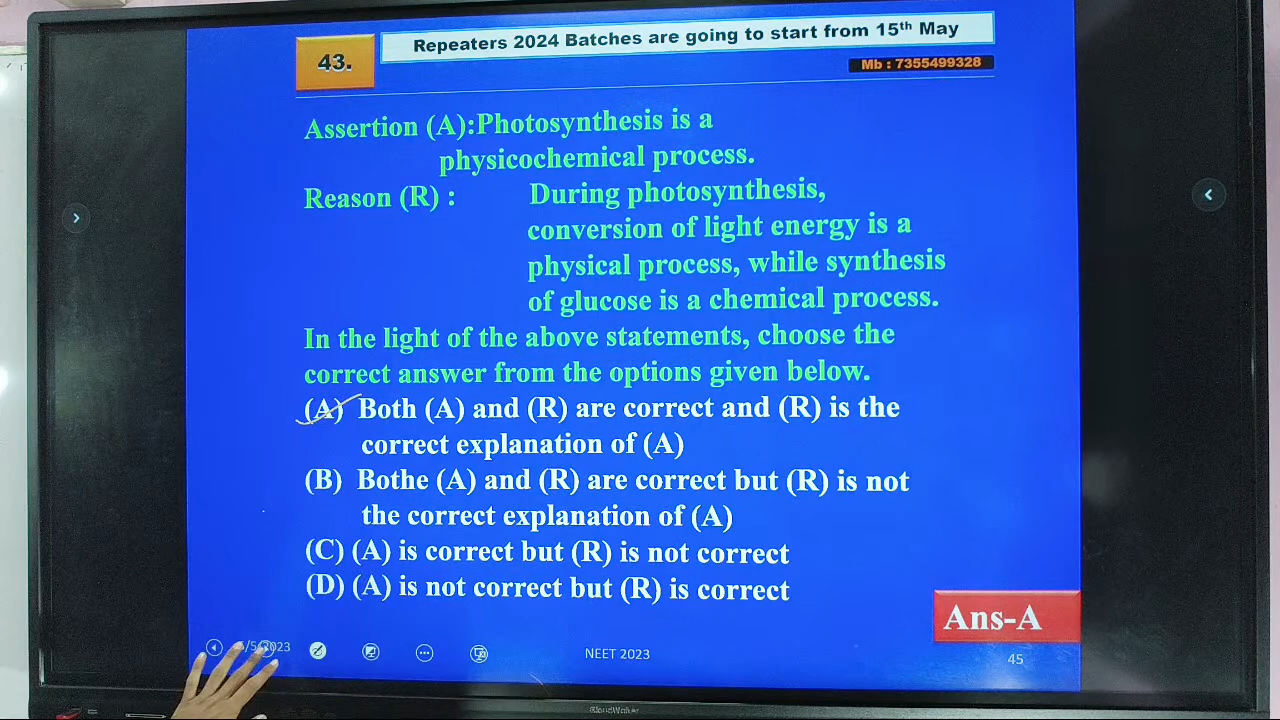 Repeaters 2024 Batches are going to start from 15th May
43.
Mb : 7355499328
Assertion (A):Photosynthesis is a
physicochemical process.
Reason (R) : During photosynthesis,
conversion of light energy is a
physical process, while synthesis
of glucose is a chemical process.
In the light of the above statements, choose the
correct answer from the options given below.
(A) Both (A) and (R) are correct and (R) is the
correct explanation of (A)
(B) Bothe (A) and (R) are correct but (R) is not
the correct explanation of (A)
(C) (A) is correct but (R) is not correct
(D) (A) is not correct but (R) is correct
Ans-A
NEET 2023
45
CloudWalker